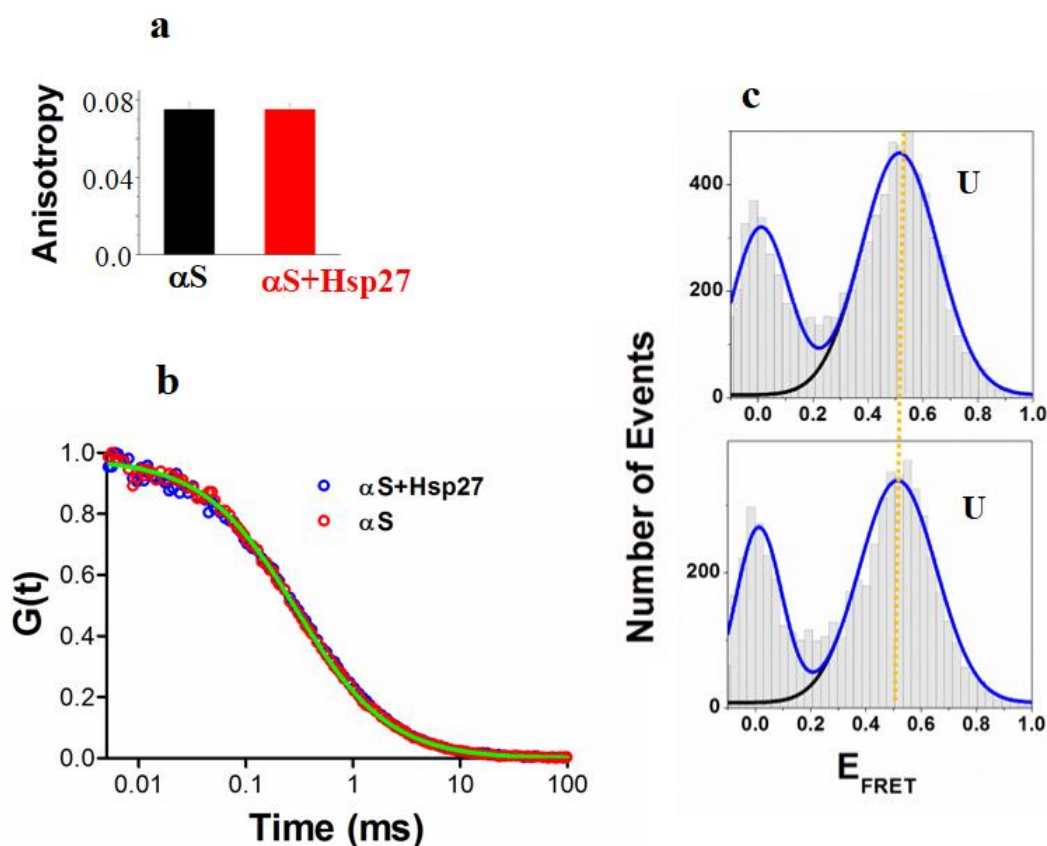 a
Anisotropy
0.08
0.04
0.0
αS
αS+Hsp27
b
G(t)
1.0
0.8
0.6
0.4
0.2
0.0
αS+Hsp27
αS
0.01 0.1 1 10 100
Time (ms)
c
Number of Events
400
200
0
U
0.0 0.2 0.4 0.6 0.8 1.0
200
0
U
0.0 0.2 0.4 0.6 0.8 1.0
E FRET